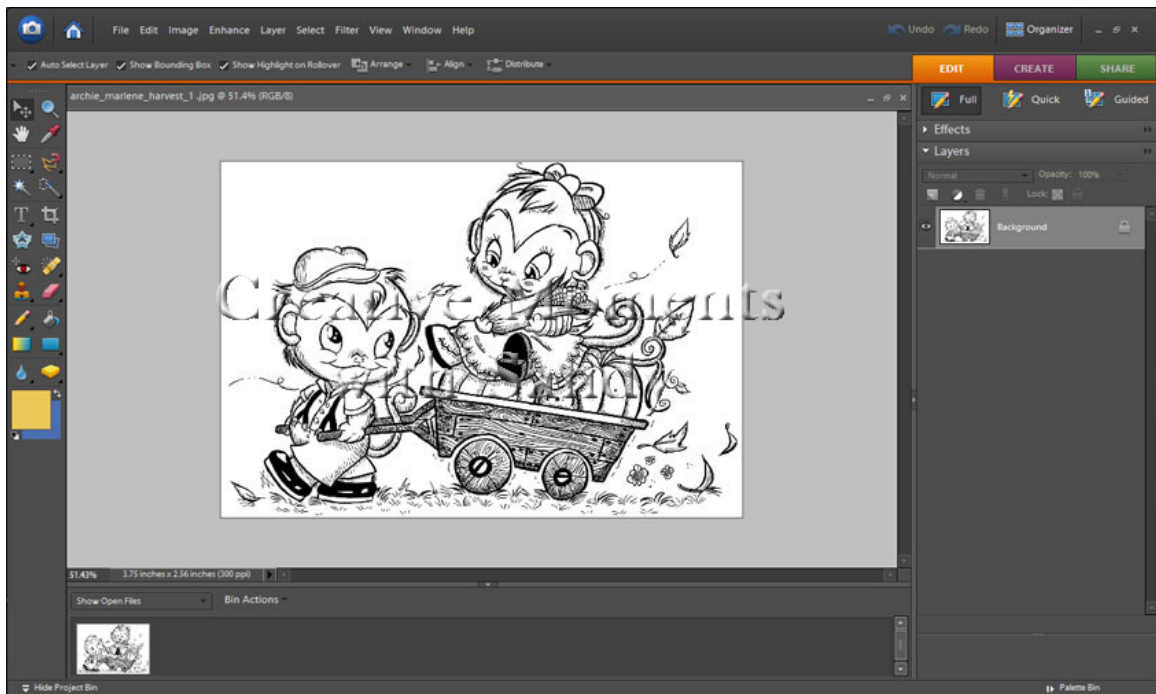 File Edit Image Enhance Layer Select Filter View Window Help
Undo Redo Organizer
Auto Select Layer Show Bounding Box Show Highlight on Rollover Arrange Align Distribute
EDIT CREATE SHARE
archie_marlene_harvest_1 .jpg @ 51.4% (RGB/8)
Full Quick Guided
Effects
Layers
Normal Opacity: 100%
Lock:
Background
Creative Moments
with Sandy
51.43% 3.75 inches x 2.56 inches (300 ppi)
Show Open Files Bin Actions
Hide Project Bin Palette Bin